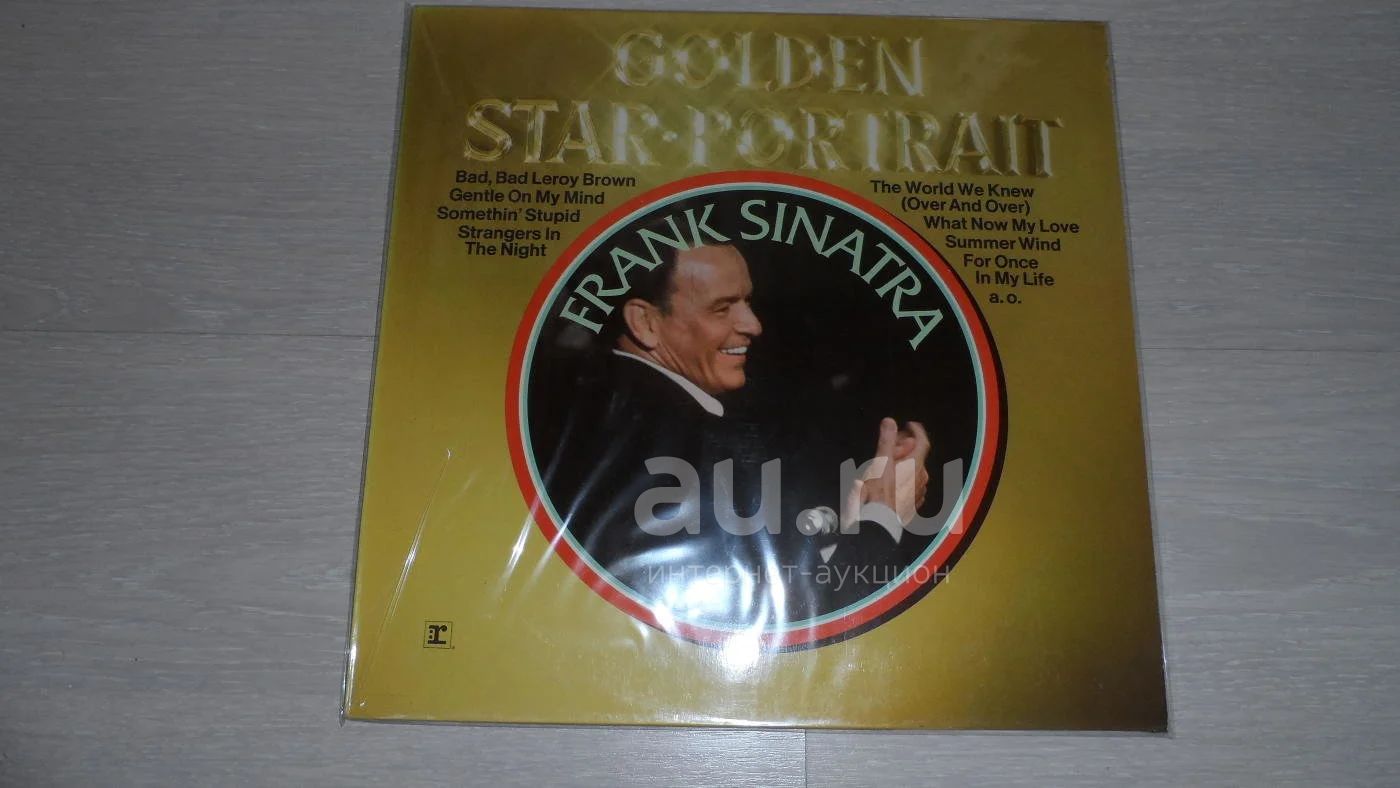 GOLDEN
STAR·PORTRAIT
Bad, Bad Leroy Brown
Gentle On My Mind
Somethin' Stupid
Strangers In
The Night
The World We Knew
(Over And Over)
What Now My Love
Summer Wind
For Once
In My Life
a. o.
FRANK SINATRA
au.ru
интернет-аукцион
r